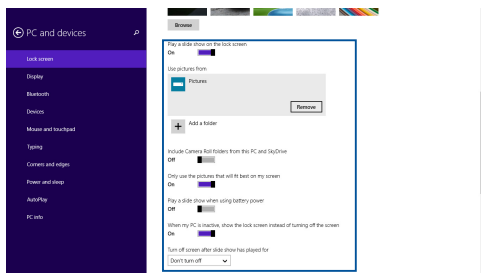 PC and devices
Lock screen
Display
Bluetooth
Devices
Mouse and touchpad
Typing
Corners and edges
Power and sleep
AutoPlay
PC info
Browse
Play a slide show on the lock screen
On
Use pictures from
Pictures
Remove
Add a folder
Include Camera Roll folders from this PC and SkyDrive
Off
Only use the pictures that will fit best on my screen
On
Play a slide show when using battery power
Off
When my PC is inactive, show the lock screen instead of turning off the screen
On
Turn off screen after slide show has played for
Don't turn off